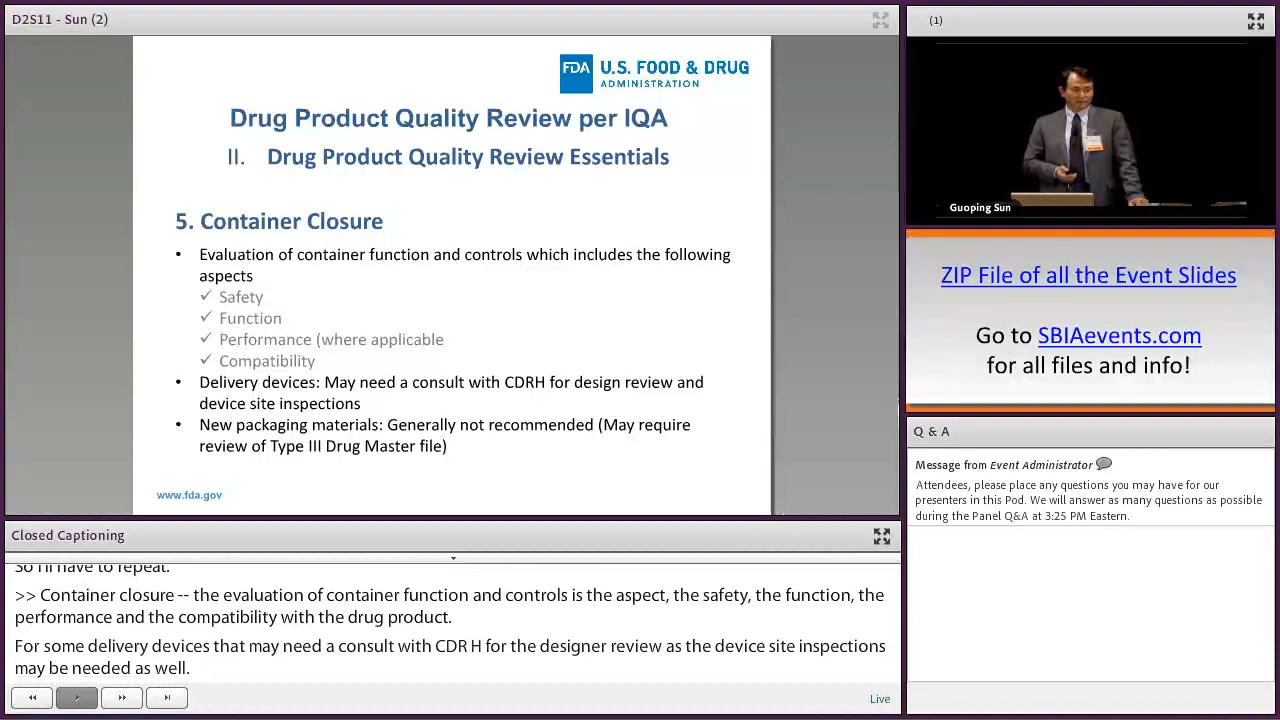 D2S11 - Sun (2)
FDA U.S. FOOD & DRUG
ADMINISTRATION
Drug Product Quality Review per IQA
II. Drug Product Quality Review Essentials
5. Container Closure
• Evaluation of container function and controls which includes the following
aspects
✓ Safety
✓ Function
✓ Performance (where applicable
✓ Compatibility
• Delivery devices: May need a consult with CDRH for design review and
device site inspections
• New packaging materials: Generally not recommended (May require
review of Type III Drug Master file)
www.fda.gov
Closed Captioning
So I'll have to repeat.
>> Container closure -- the evaluation of container function and controls is the aspect, the safety, the function, the
performance and the compatibility with the drug product.
For some delivery devices that may need a consult with CDR H for the designer review as the device site inspections
may be needed as well.
Live
(1)
Guoping Sun
ZIP File of all the Event Slides
Go to SBIAevents.com
for all files and info!
Q & A
Message from Event Administrator
Attendees, please place any questions you may have for our
presenters in this Pod. We will answer as many questions as possible
during the Panel Q&A at 3:25 PM Eastern.